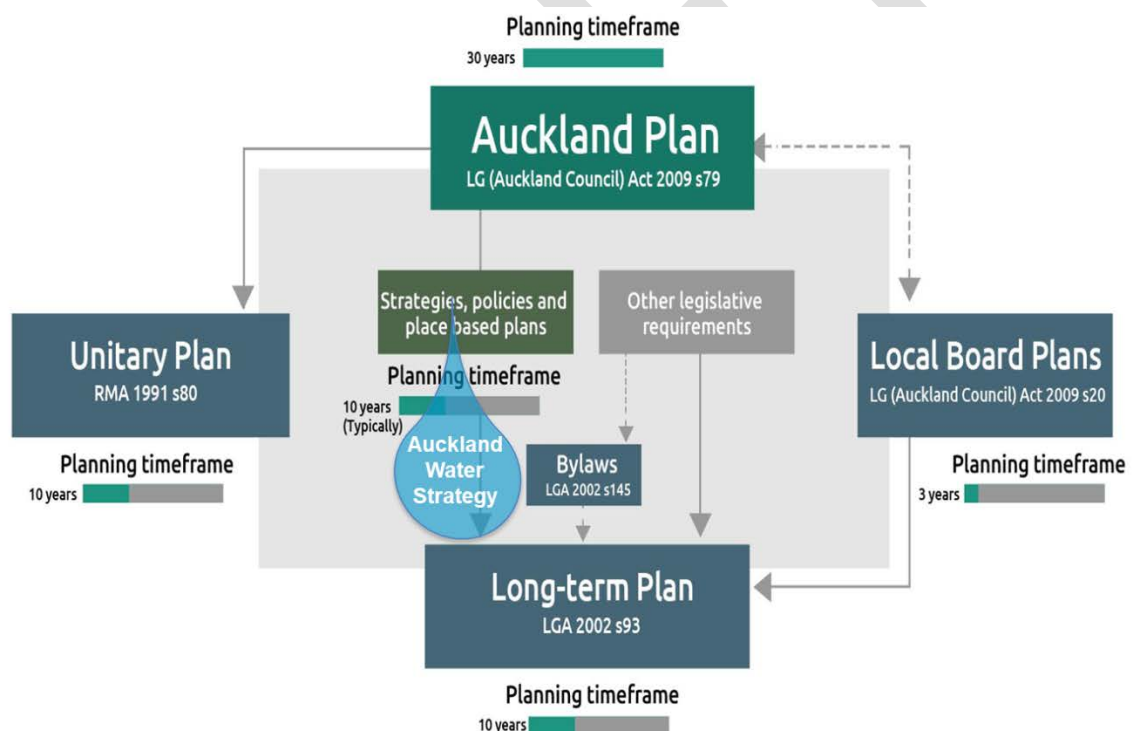 Planning timeframe
30 years
Auckland Plan
LG (Auckland Council) Act 2009 s79
Strategies, policies and
place based plans
Other legislative
requirements
Unitary Plan
RMA 1991 s80
Local Board Plans
LG (Auckland Council) Act 2009 s20
Planning timeframe
10 years
(Typically)
Auckland
Water
Strategy
Bylaws
LGA 2002 s145
Planning timeframe
10 years
Planning timeframe
3 years
Long-term Plan
LGA 2002 s93
Planning timeframe
10 years